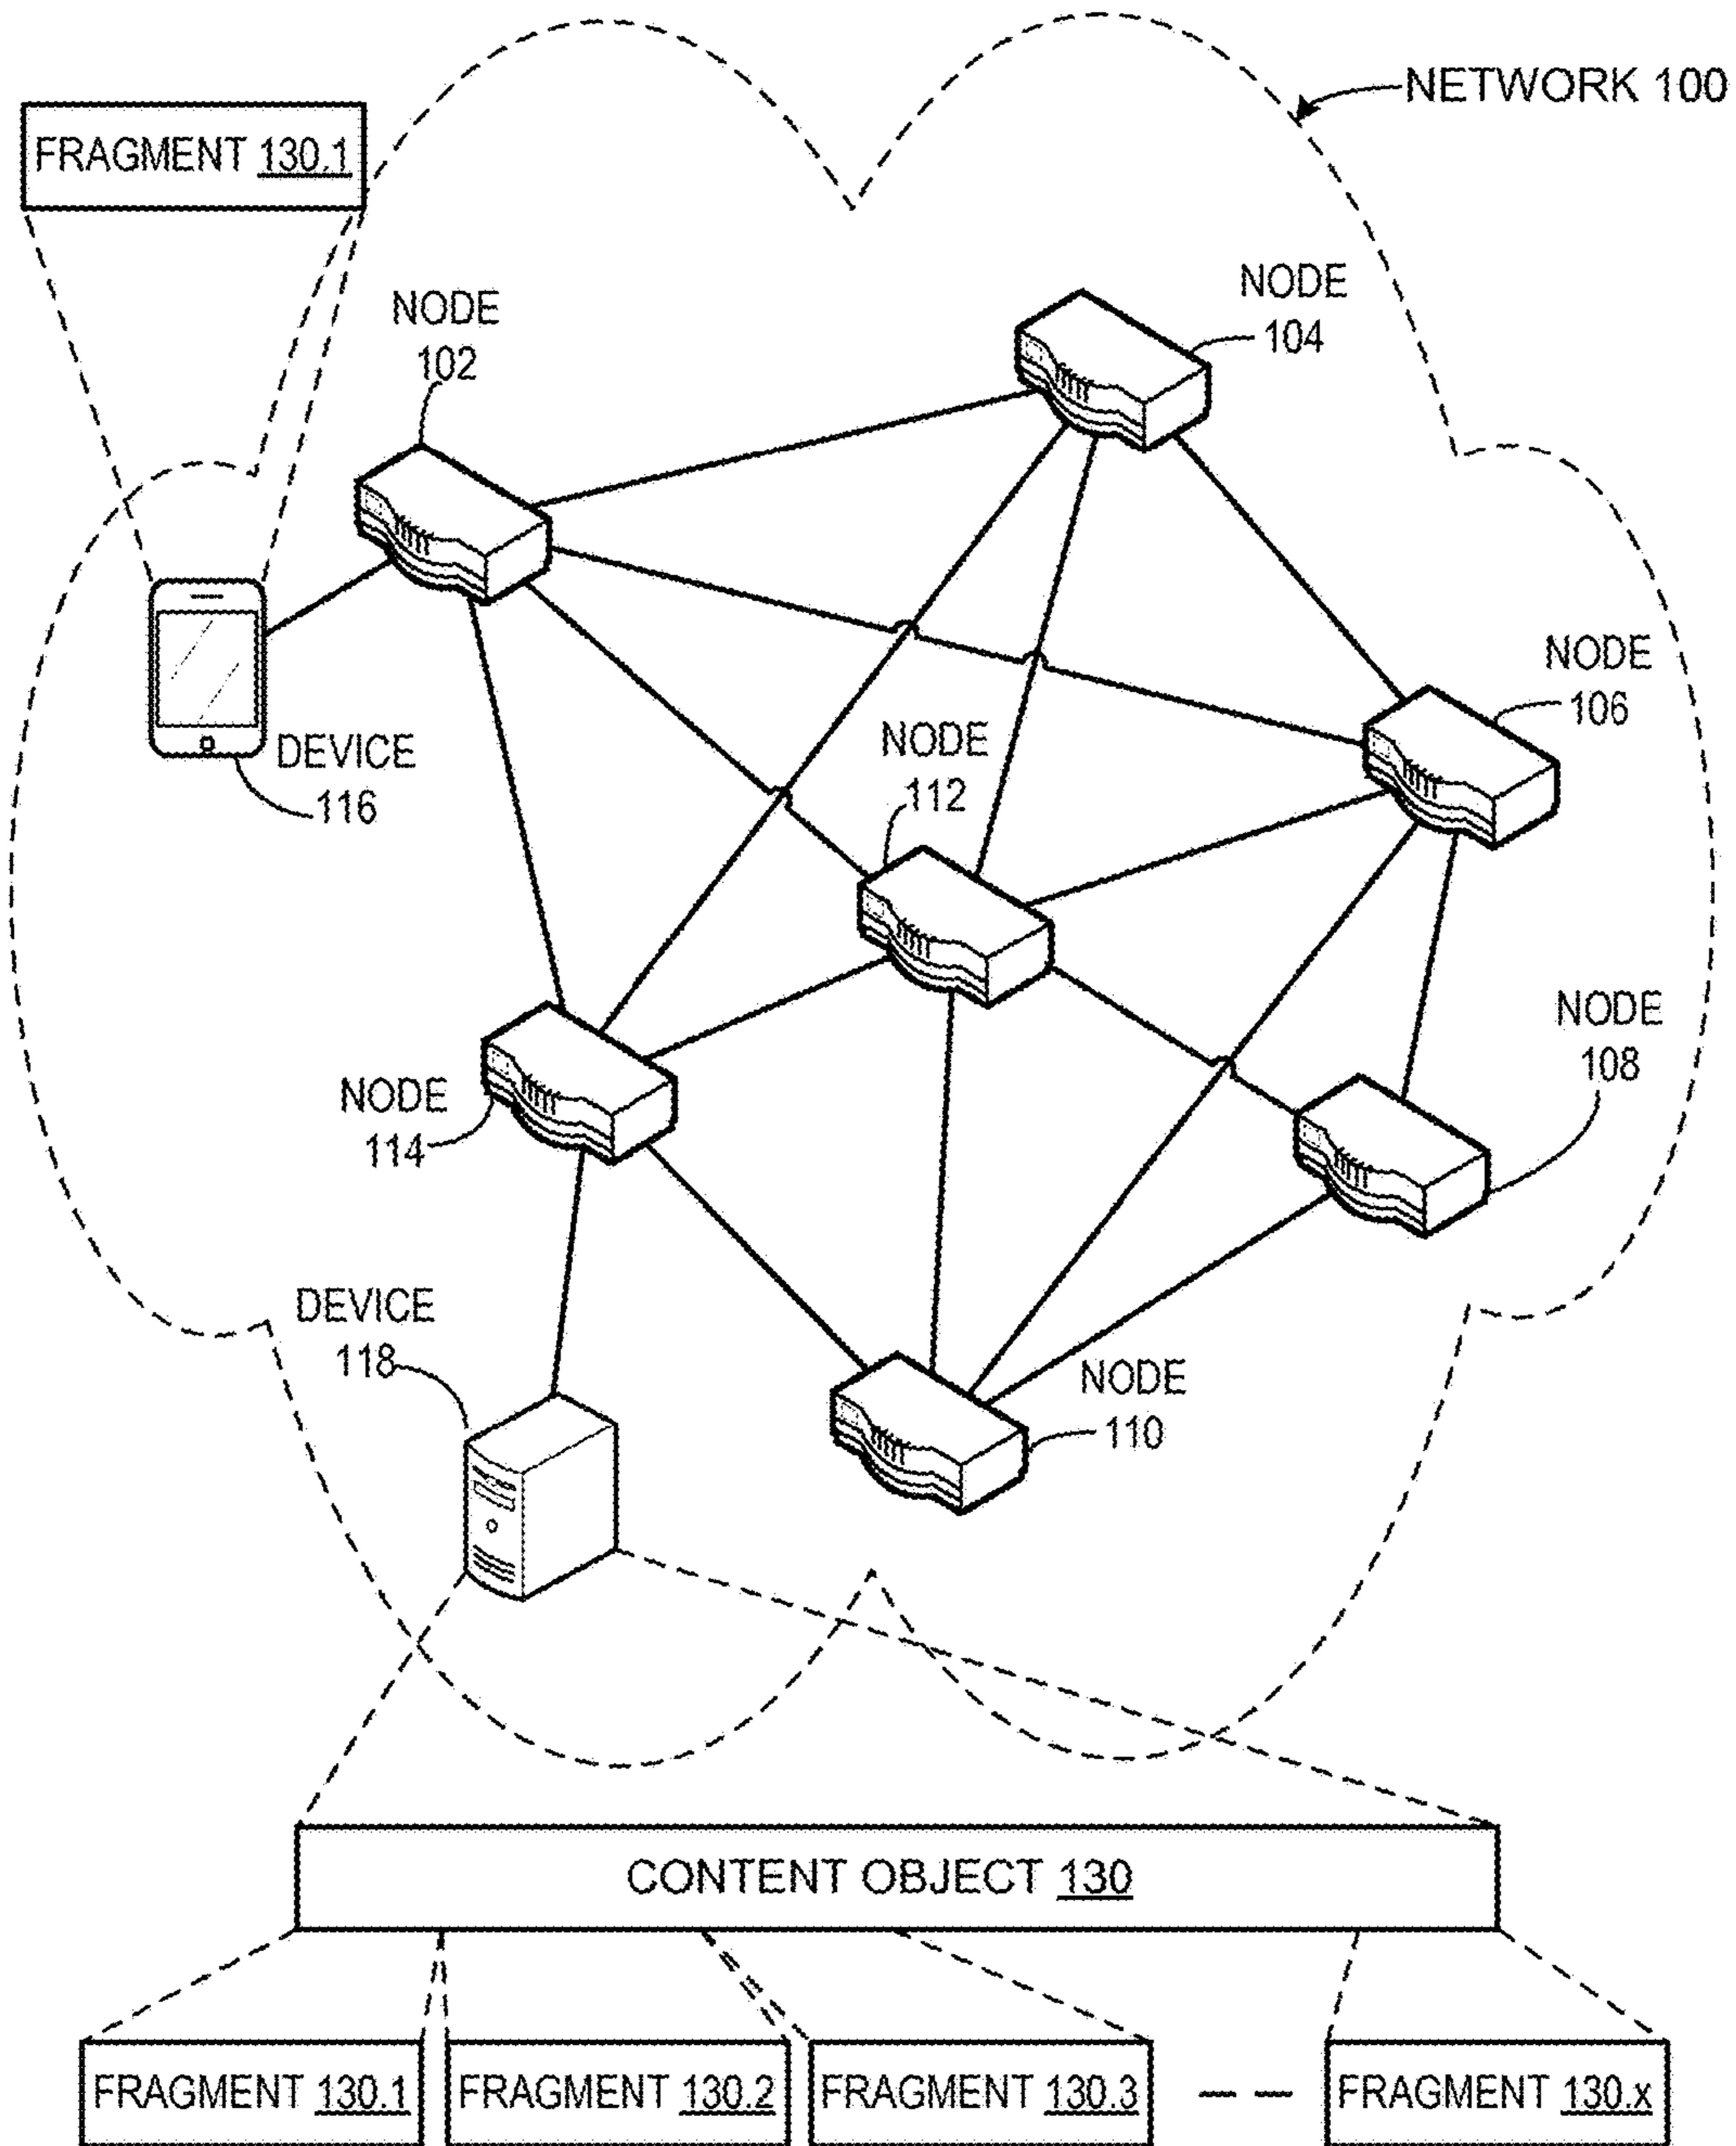 NETWORK 100
FRAGMENT 130.1
NODE
102
NODE
104
NODE
106
DEVICE
116
NODE
112
NODE
108
NODE
114
DEVICE
118
NODE
110
CONTENT OBJECT 130
FRAGMENT 130.1
FRAGMENT 130.2
FRAGMENT 130.3
FRAGMENT 130.x